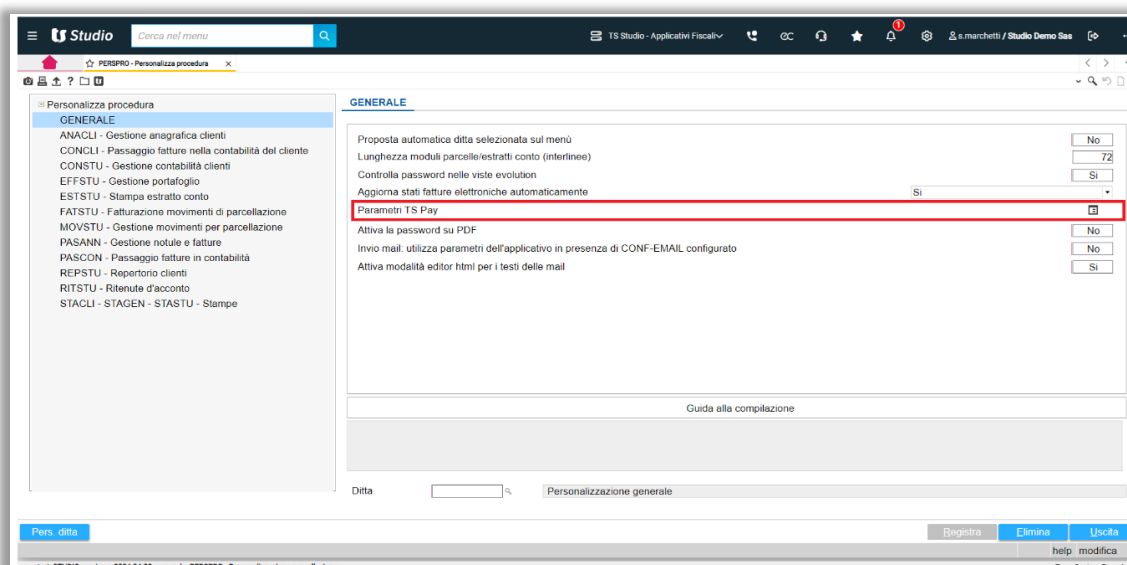 Studio
Cerca nel menu
TS Studio - Applicativi Fiscali
1
s.marchetti / Studio Demo Sas
PERSPRO - Personalizza procedura x
Personalizza procedura
GENERALE
ANACLI - Gestione anagrafica clienti
CONCLI - Passaggio fatture nella contabilità del cliente
CONSTU - Gestione contabilità clienti
EFFSTU - Gestione portafoglio
ESTSTU - Stampa estratto conto
FATSTU - Fatturazione movimenti di parcellazione
MOVSTU - Gestione movimenti per parcellazione
PASANN - Gestione notule e fatture
PASCON - Passaggio fatture in contabilità
REPSTU - Repertorio clienti
RITSTU - Ritenute d'acconto
STACLI - STAGEN - STASTU - Stampe
GENERALE
Proposta automatica ditta selezionata sul menù No
Lunghezza moduli parcelle/estratti conto (interlinee) 72
Controlla password nelle viste evolution Si
Aggiorna stati fatture elettroniche automaticamente Si
Parametri TS Pay
Attiva la password su PDF No
Invio mail: utilizza parametri dell'applicativo in presenza di CONF-EMAIL configurato No
Attiva modalità editor html per i testi delle mail Si
Guida alla compilazione
Ditta Personalizzazione generale
Pers. ditta Registra Elimina Uscita
help modifica